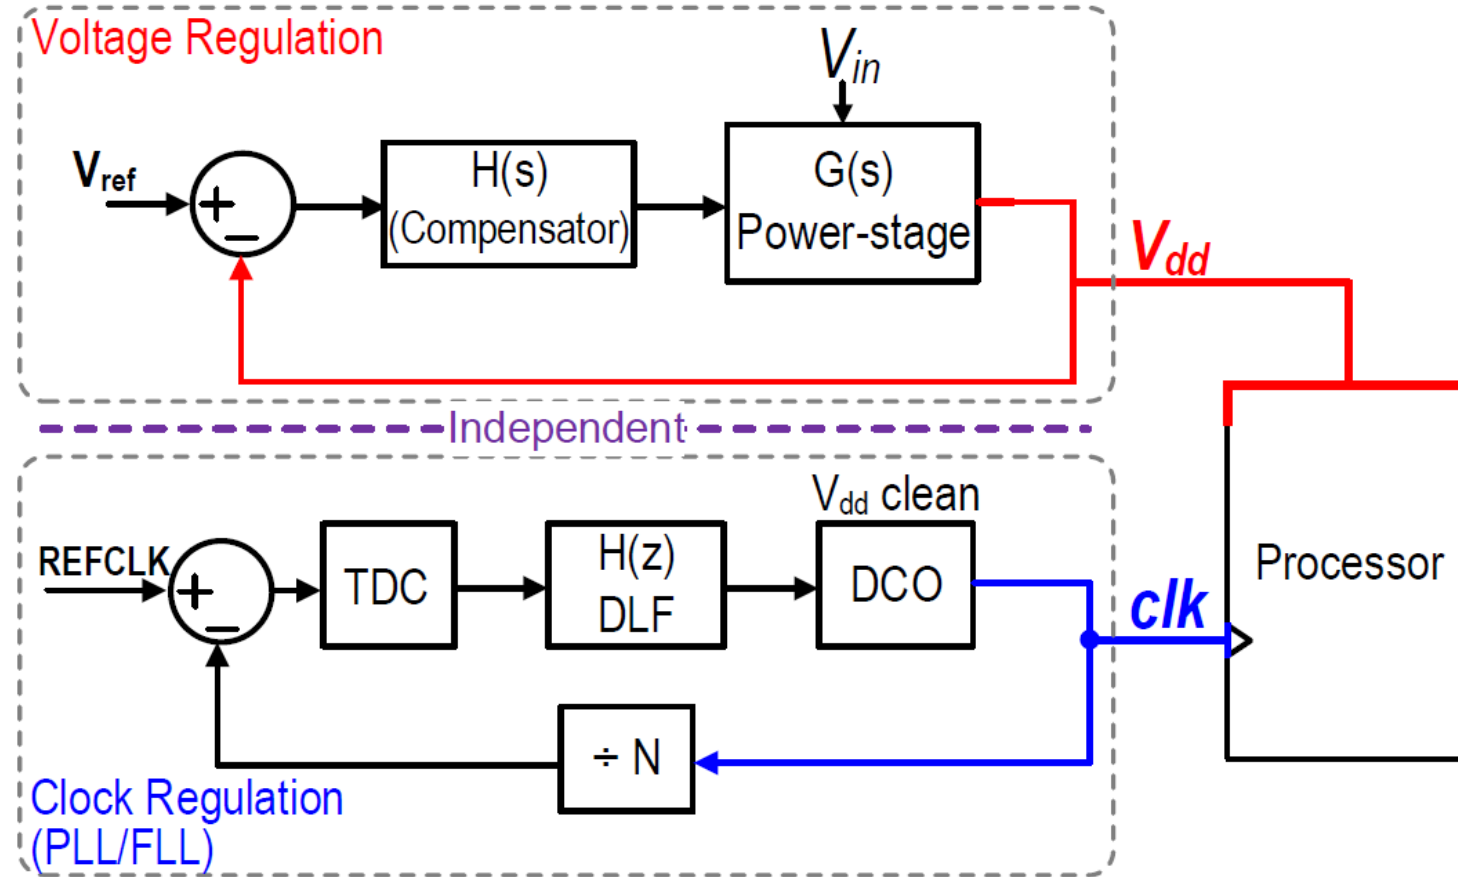 Voltage Regulation
Vin
Vref
+
−
H(s)
(Compensator)
G(s)
Power-stage
Vdd
Independent
Vdd clean
REFCLK
+
−
TDC
H(z)
DLF
DCO
clk
Processor
÷ N
Clock Regulation
(PLL/FLL)